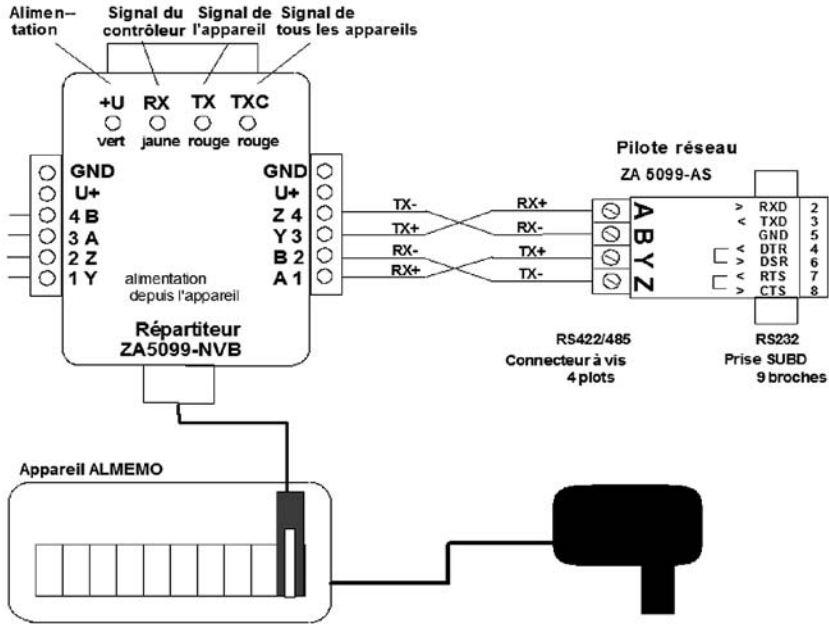 Alimen--
tation
Signal du
contrôleur
Signal de
l'appareil
Signal de
tous les appareils
+U RX TX TXC
vert jaune rouge rouge
GND GND
U+ U+
4 B Z 4
3 A Y 3
2 Z B 2
1 Y A 1
alimentation
depuis l'appareil
Répartiteur
ZA5099-NVB
TX- RX+
TX+ RX-
RX- TX+
RX+ TX-
Pilote réseau
ZA 5099-AS
A
B
Y
Z
> RXD 2
< TXD 3
GND 5
< DTR 4
> DSR 6
< RTS 7
> CTS 8
RS422/485
Connecteur à vis
4 plots
RS232
Prise SUBD
9 broches
Appareil ALMEMO